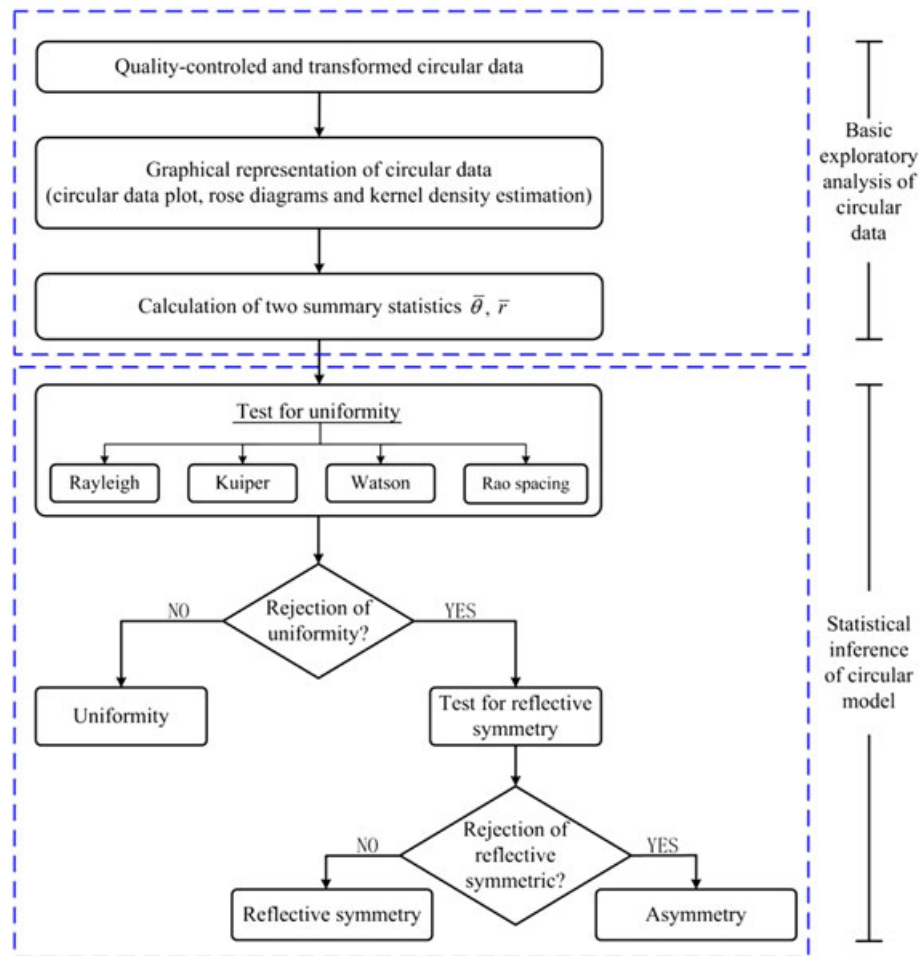 Quality-controled and transformed circular data
Graphical representation of circular data
(circular data plot, rose diagrams and kernel density estimation)
Calculation of two summary statistics θ̅, r̅
Basic
exploratory
analysis of
circular
data
Test for uniformity
Rayleigh
Kuiper
Watson
Rao spacing
Rejection of
uniformity?
NO
YES
Uniformity
Test for reflective
symmetry
Rejection of
reflective
symmetric?
NO
YES
Reflective symmetry
Asymmetry
Statistical
inference
of circular
model